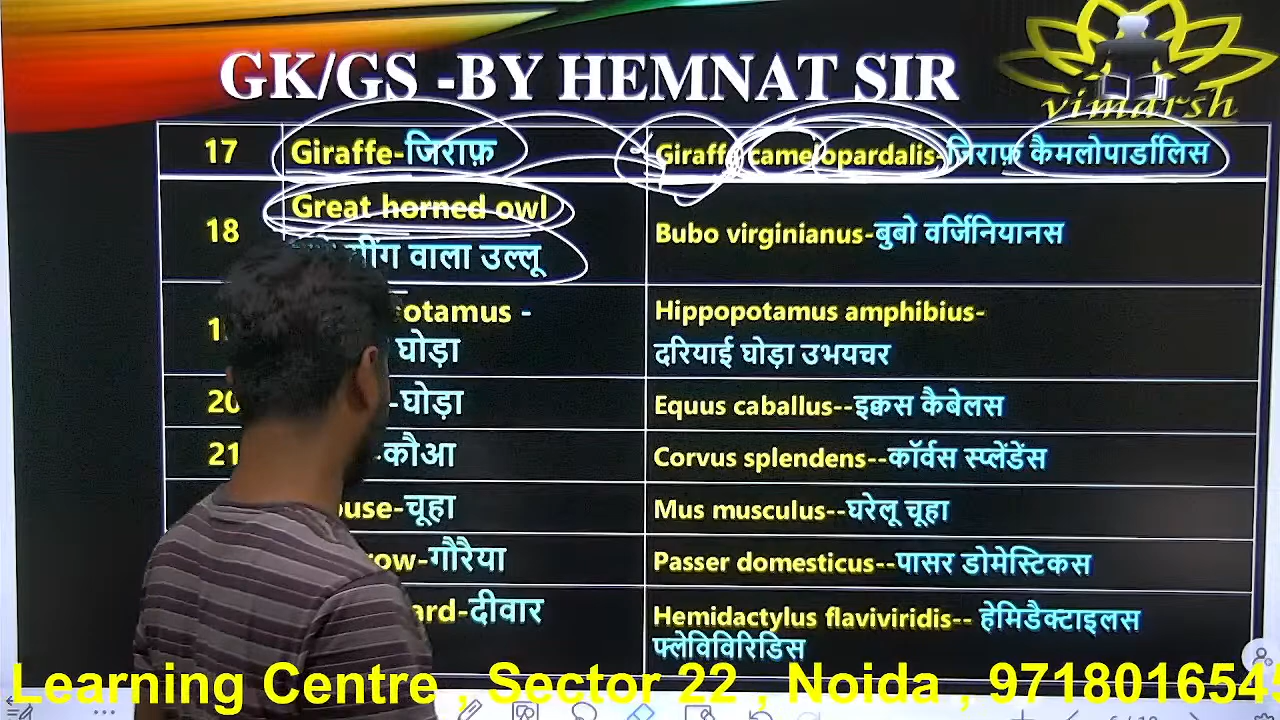 GK/GS -BY HEMNAT SIR
vimarsh
17 Giraffe-जिराफ़ Giraffa camelopardalis-जिराफ़ कैमलोपार्डालिस
18 Great horned owl
सींग वाला उल्लू Bubo virginianus-बुबो वर्जिनियानस
otamus - Hippopotamus amphibius-
घोड़ा दरियाई घोड़ा उभयचर
20 -घोड़ा Equus caballus--इक्वस कैबेलस
21 -कौआ Corvus splendens--कॉर्वस स्प्लेंडेंस
ouse-चूहा Mus musculus--घरेलू चूहा
row-गौरैया Passer domesticus--पासर डोमेस्टिकस
ard-दीवार Hemidactylus flaviviridis-- हेमिडैक्टाइलस
फ्लेविविरिडिस
Learning Centre , Sector 22 , Noida , 971801654